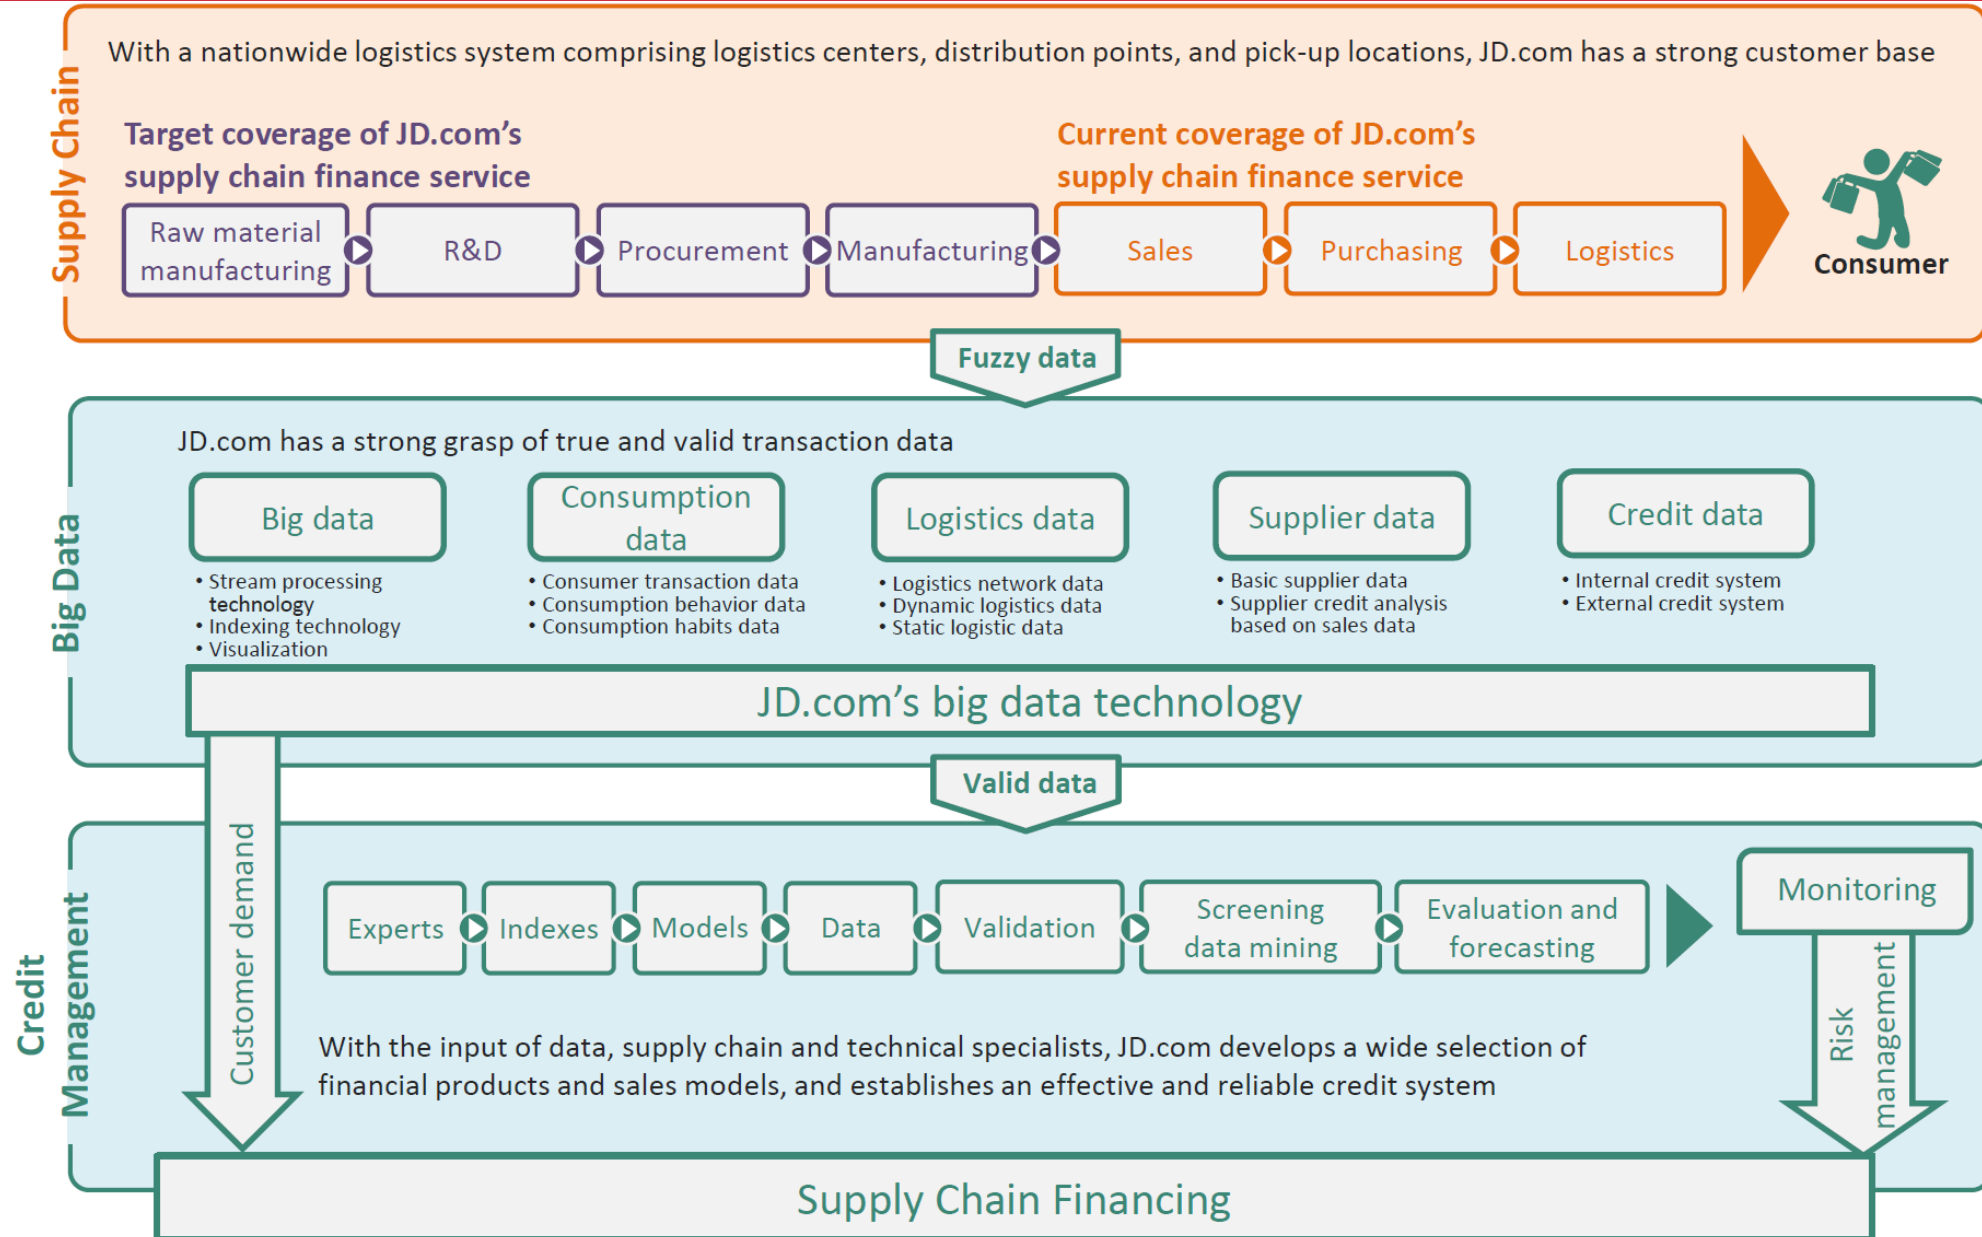 Supply Chain
With a nationwide logistics system comprising logistics centers, distribution points, and pick-up locations, JD.com has a strong customer base
Target coverage of JD.com's
supply chain finance service
Current coverage of JD.com's
supply chain finance service
Raw material
manufacturing
R&D
Procurement
Manufacturing
Sales
Purchasing
Logistics
Consumer
Fuzzy data
Big Data
JD.com has a strong grasp of true and valid transaction data
Big data
• Stream processing
technology
• Indexing technology
• Visualization
Consumption
data
• Consumer transaction data
• Consumption behavior data
• Consumption habits data
Logistics data
• Logistics network data
• Dynamic logistics data
• Static logistic data
Supplier data
• Basic supplier data
• Supplier credit analysis
based on sales data
Credit data
• Internal credit system
• External credit system
JD.com's big data technology
Valid data
Credit
Management
Customer demand
Experts
Indexes
Models
Data
Validation
Screening
data mining
Evaluation and
forecasting
Monitoring
Risk
management
With the input of data, supply chain and technical specialists, JD.com develops a wide selection of
financial products and sales models, and establishes an effective and reliable credit system
Supply Chain Financing